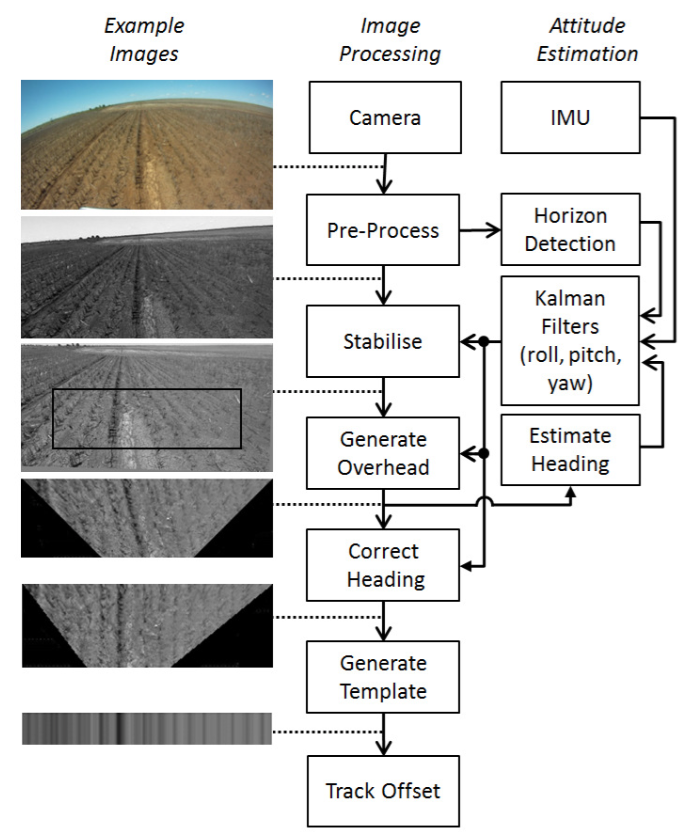 Example
Images
Image
Processing
Attitude
Estimation
Camera
IMU
Pre-Process
Horizon
Detection
Stabilise
Kalman
Filters
(roll, pitch,
yaw)
Generate
Overhead
Estimate
Heading
Correct
Heading
Generate
Template
Track Offset